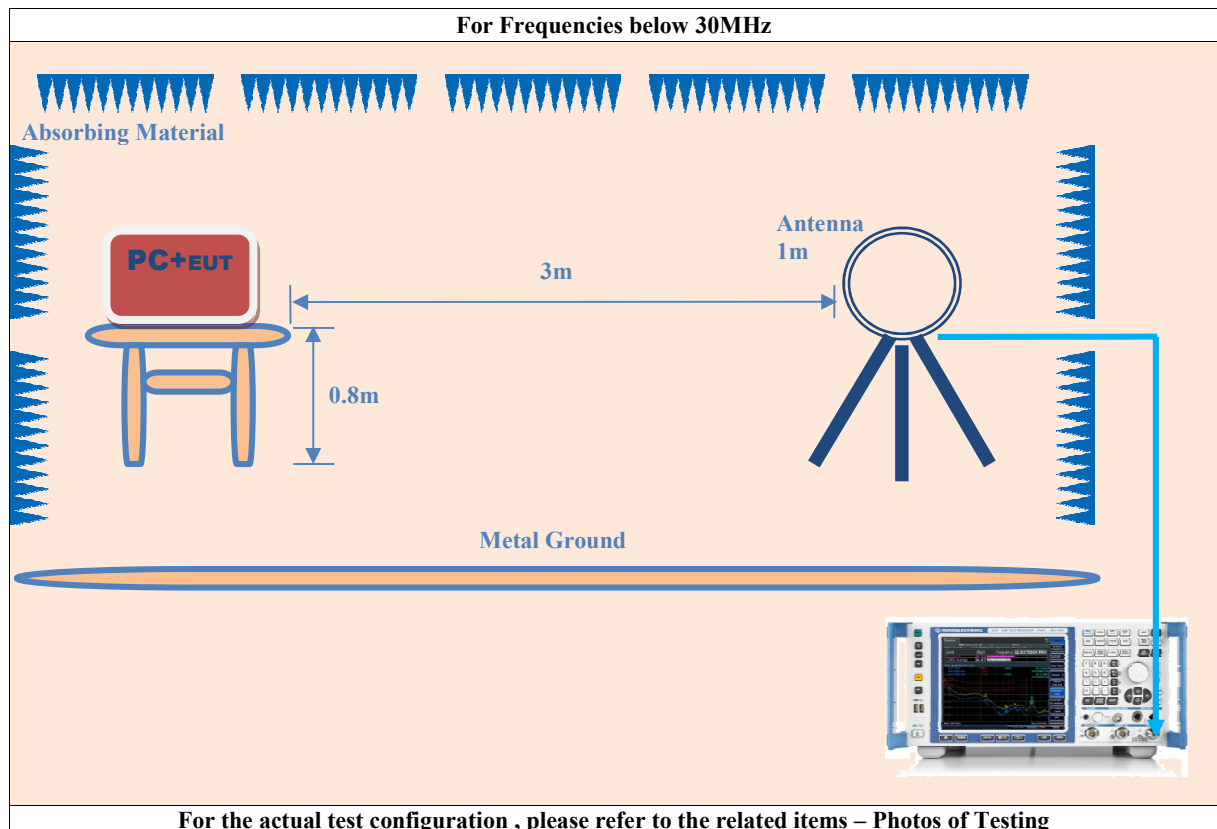 For Frequencies below 30MHz
Absorbing Material
PC+EUT
Antenna
1m
3m
0.8m
Metal Ground
For the actual test configuration , please refer to the related items – Photos of Testing